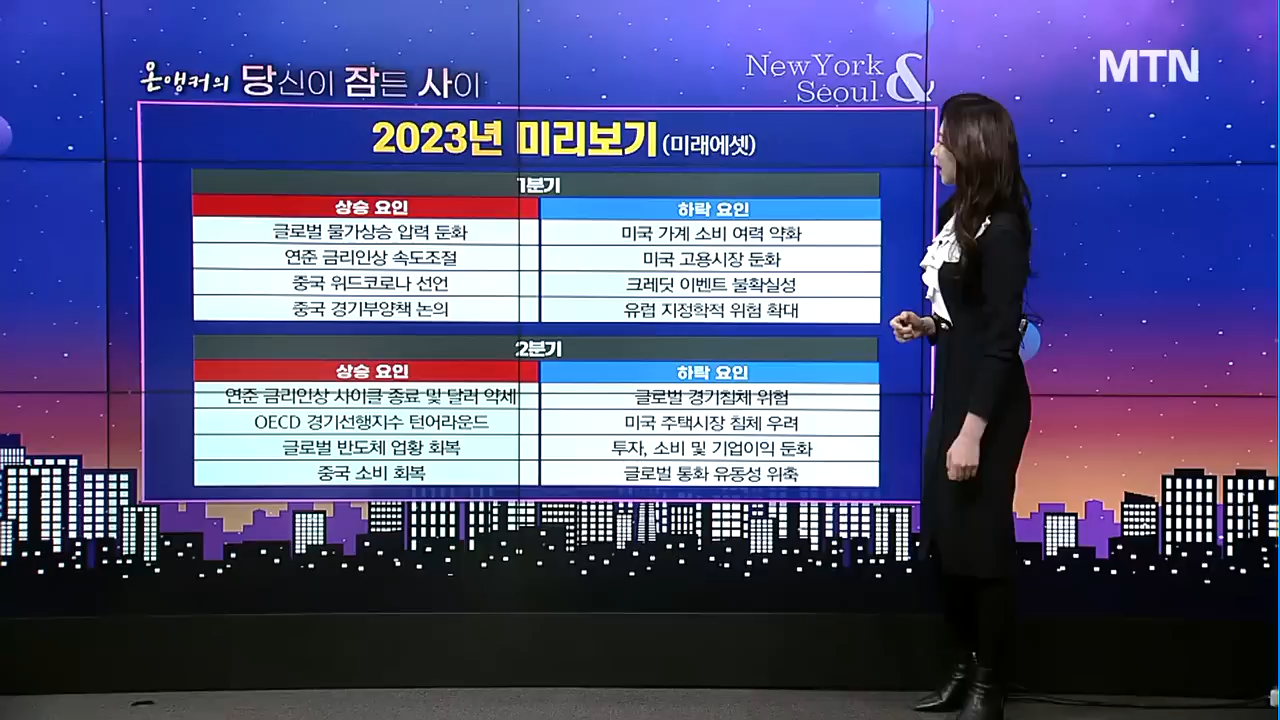 온앵커의 당신이 잠든 사이
NewYork & Seoul
MTN
2023년 미리보기 (미래에셋)
1분기
상승 요인 하락 요인
글로벌 물가상승 압력 둔화 미국 가계 소비 여력 약화
연준 금리인상 속도조절 미국 고용시장 둔화
중국 위드코로나 선언 크레딧 이벤트 불확실성
중국 경기부양책 논의 유럽 지정학적 위험 확대
2분기
상승 요인 하락 요인
연준 금리인상 사이클 종료 및 달러 약세 글로벌 경기침체 위험
OECD 경기선행지수 턴어라운드 미국 주택시장 침체 우려
글로벌 반도체 업황 회복 투자, 소비 및 기업이익 둔화
중국 소비 회복 글로벌 통화 유동성 위축